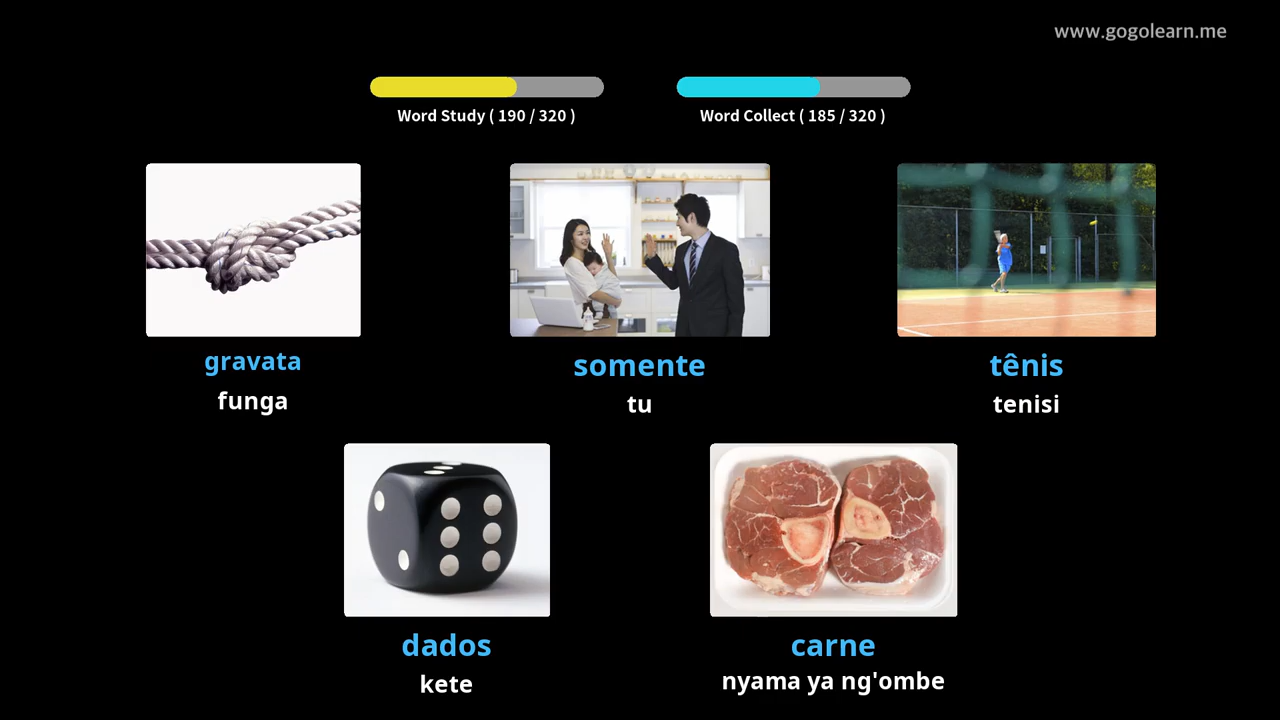 www.gogolearn.me
Word Study ( 190 / 320 )
Word Collect ( 185 / 320 )
gravata
funga
somente
tu
tênis
tenisi
dados
kete
carne
nyama ya ng'ombe